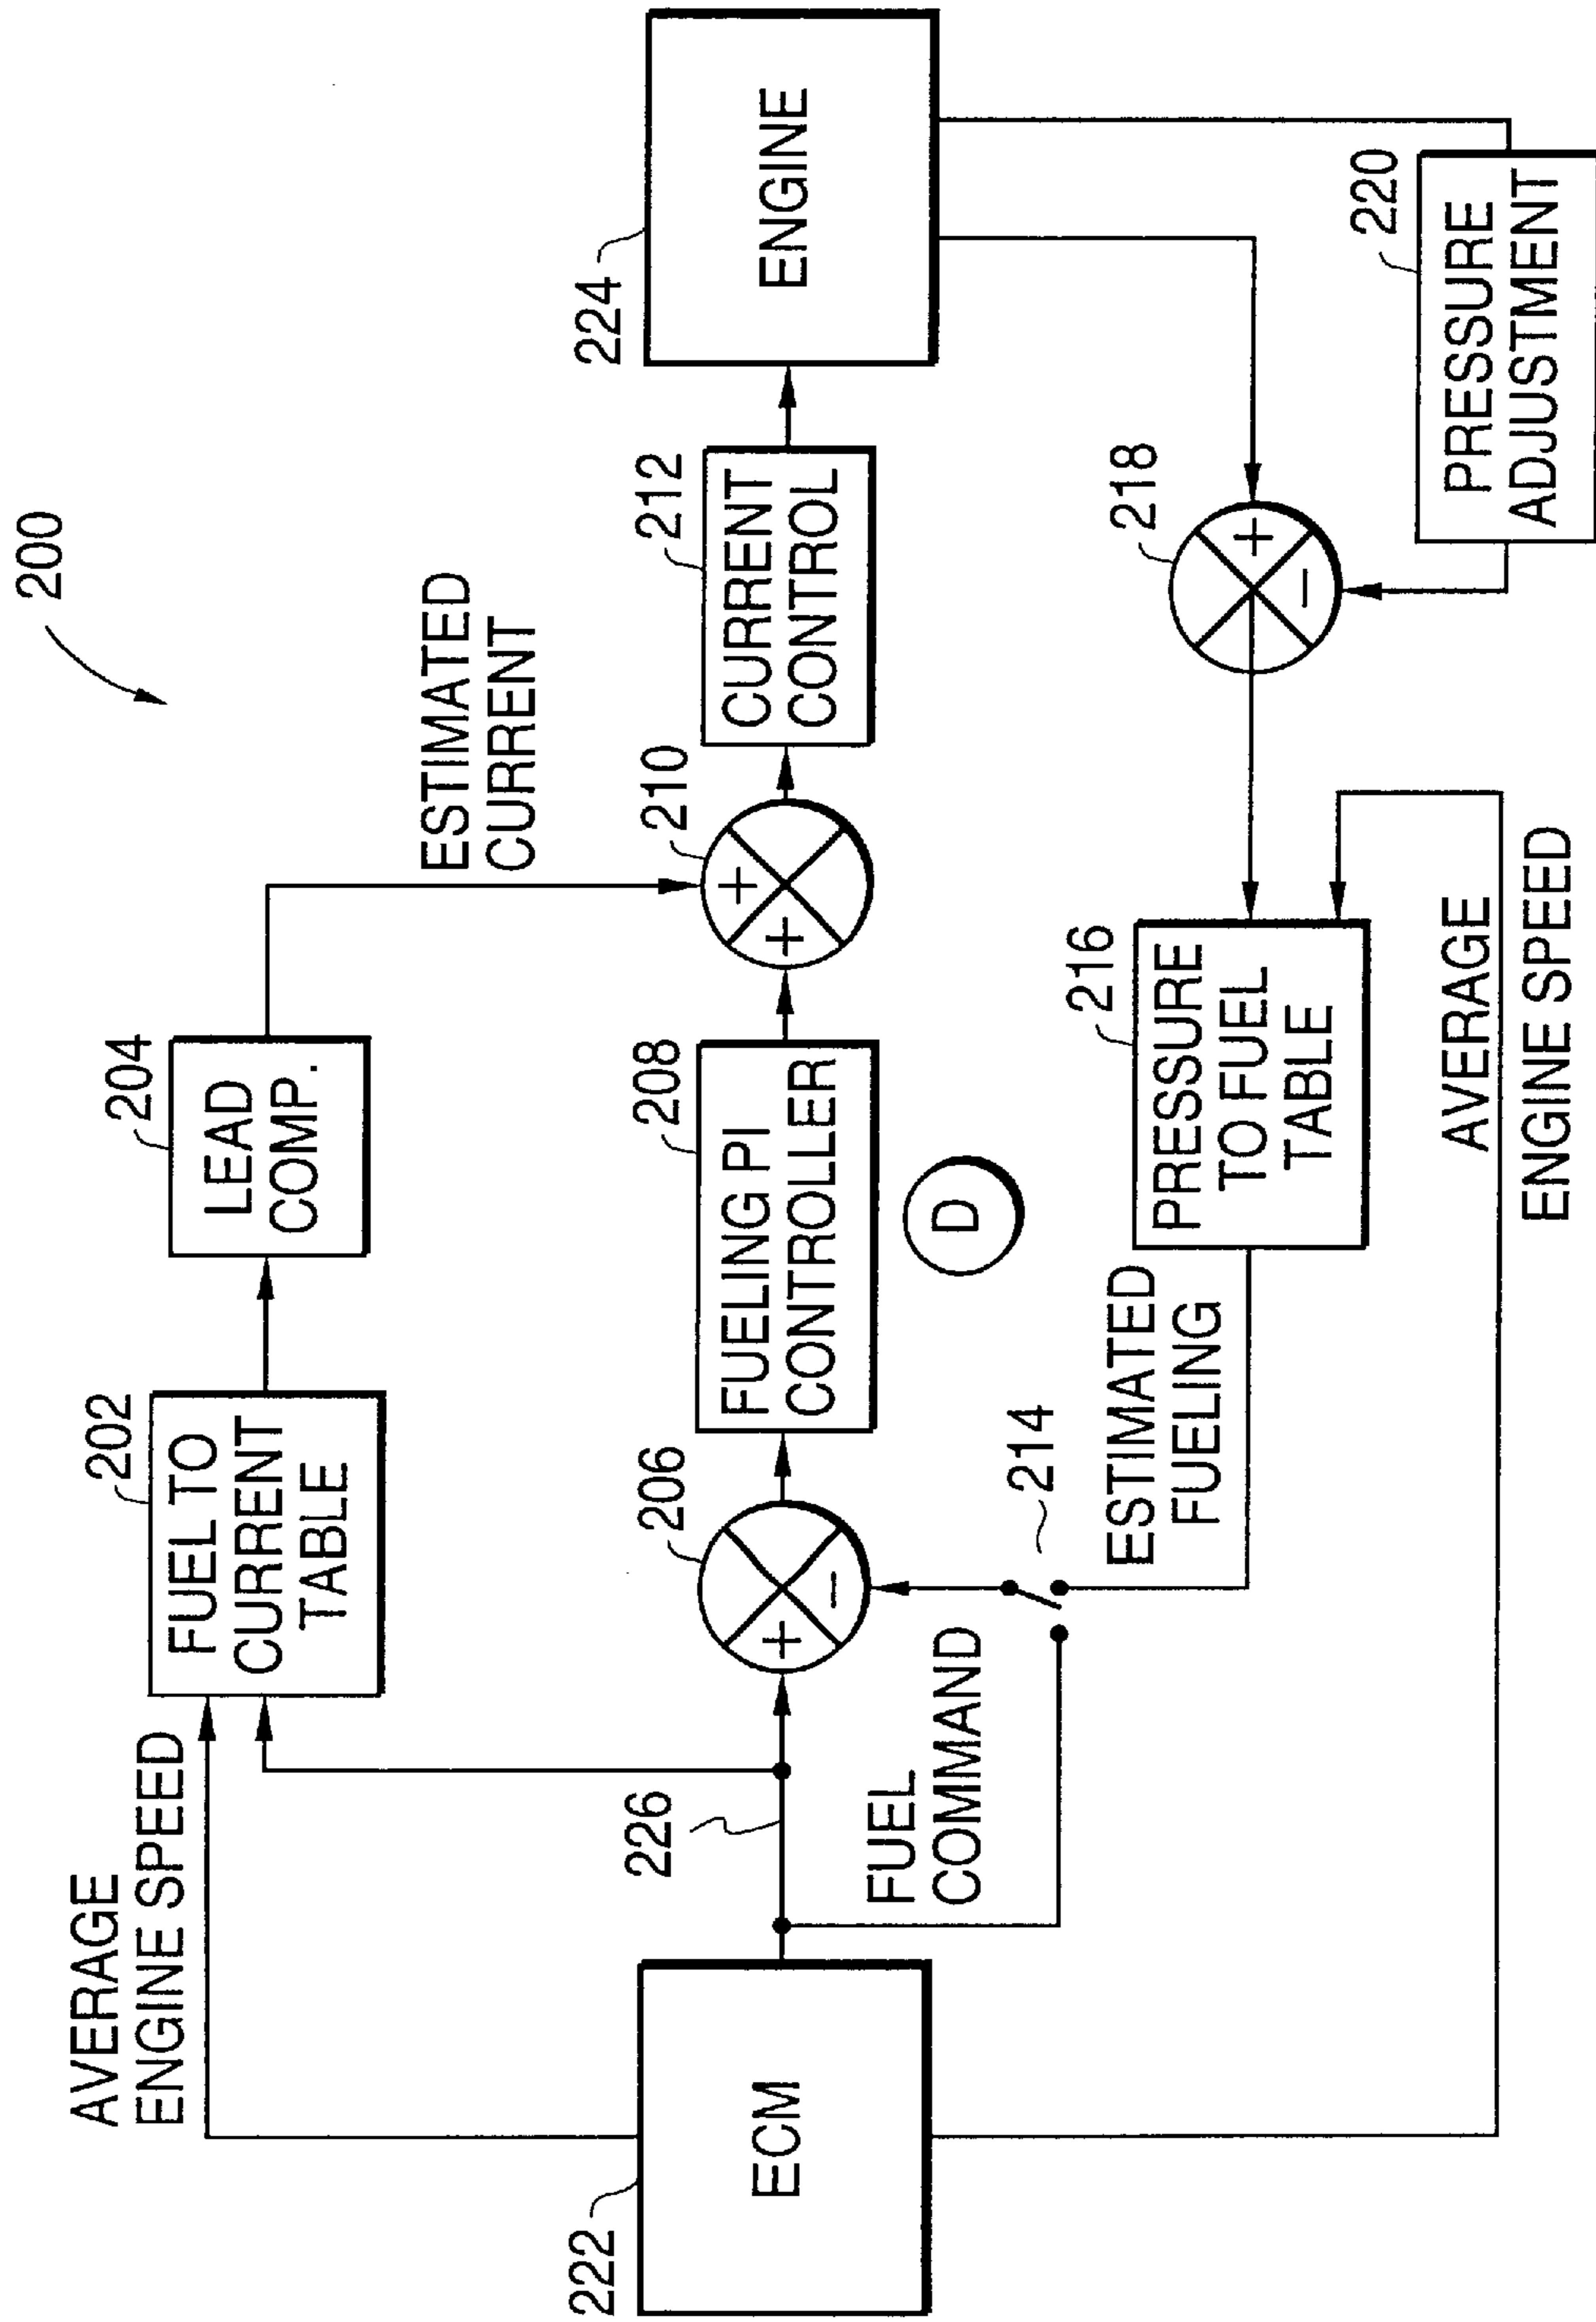 200
AVERAGE
ENGINE SPEED
202
FUEL TO
CURRENT
TABLE
204
LEAD
COMP.
ESTIMATED
CURRENT
222
ECM
226
FUEL
COMMAND
206
+
−
208
FUELING PI
CONTROLLER
D
210
+
+
212
CURRENT
CONTROL
224
ENGINE
214
ESTIMATED
FUELING
216
PRESSURE
TO FUEL
TABLE
218
+
−
220
PRESSURE
ADJUSTMENT
AVERAGE
ENGINE SPEED